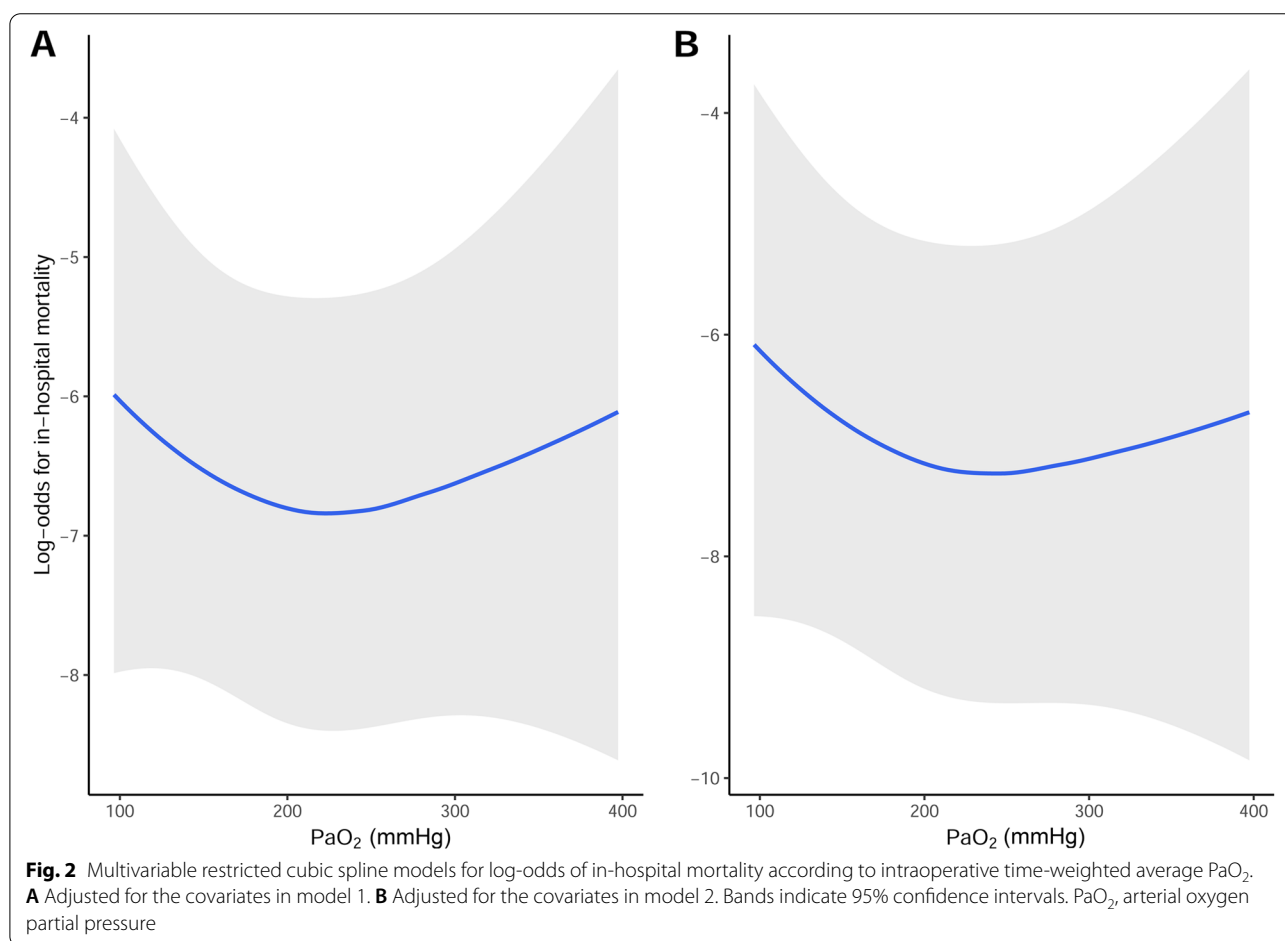 A
B
Log-odds for in-hospital mortality
−4
−5
−6
−7
−8
100
200
300
400
PaO₂ (mmHg)
−4
−6
−8
−10
100
200
300
400
PaO₂ (mmHg)
Fig. 2 Multivariable restricted cubic spline models for log-odds of in-hospital mortality according to intraoperative time-weighted average PaO₂.
A Adjusted for the covariates in model 1. B Adjusted for the covariates in model 2. Bands indicate 95% confidence intervals. PaO₂, arterial oxygen
partial pressure